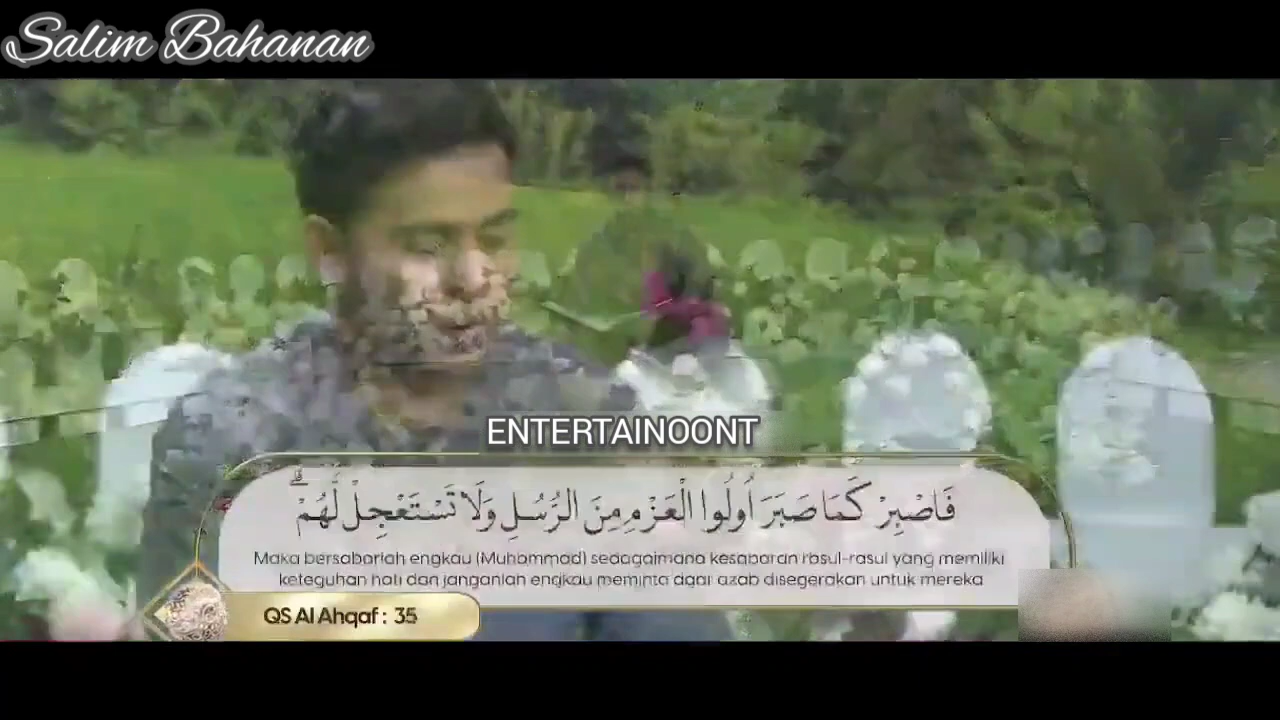 Salim Bahanan
ENTERTAINOONT
فَاصْبِرْ كَمَا صَبَرَ اُولُوا الْعَزْمِ مِنَ الرُّسُلِ وَلَا تَسْتَعْجِلْ لَّهُمْ ۗ
Maka bersabarlah engkau (Muhammad) sebagaimana kesabaran rasul-rasul yang memiliki
keteguhan hati dan janganlah engkau meminta agar azab disegerakan untuk mereka
QS Al Ahqaf : 35